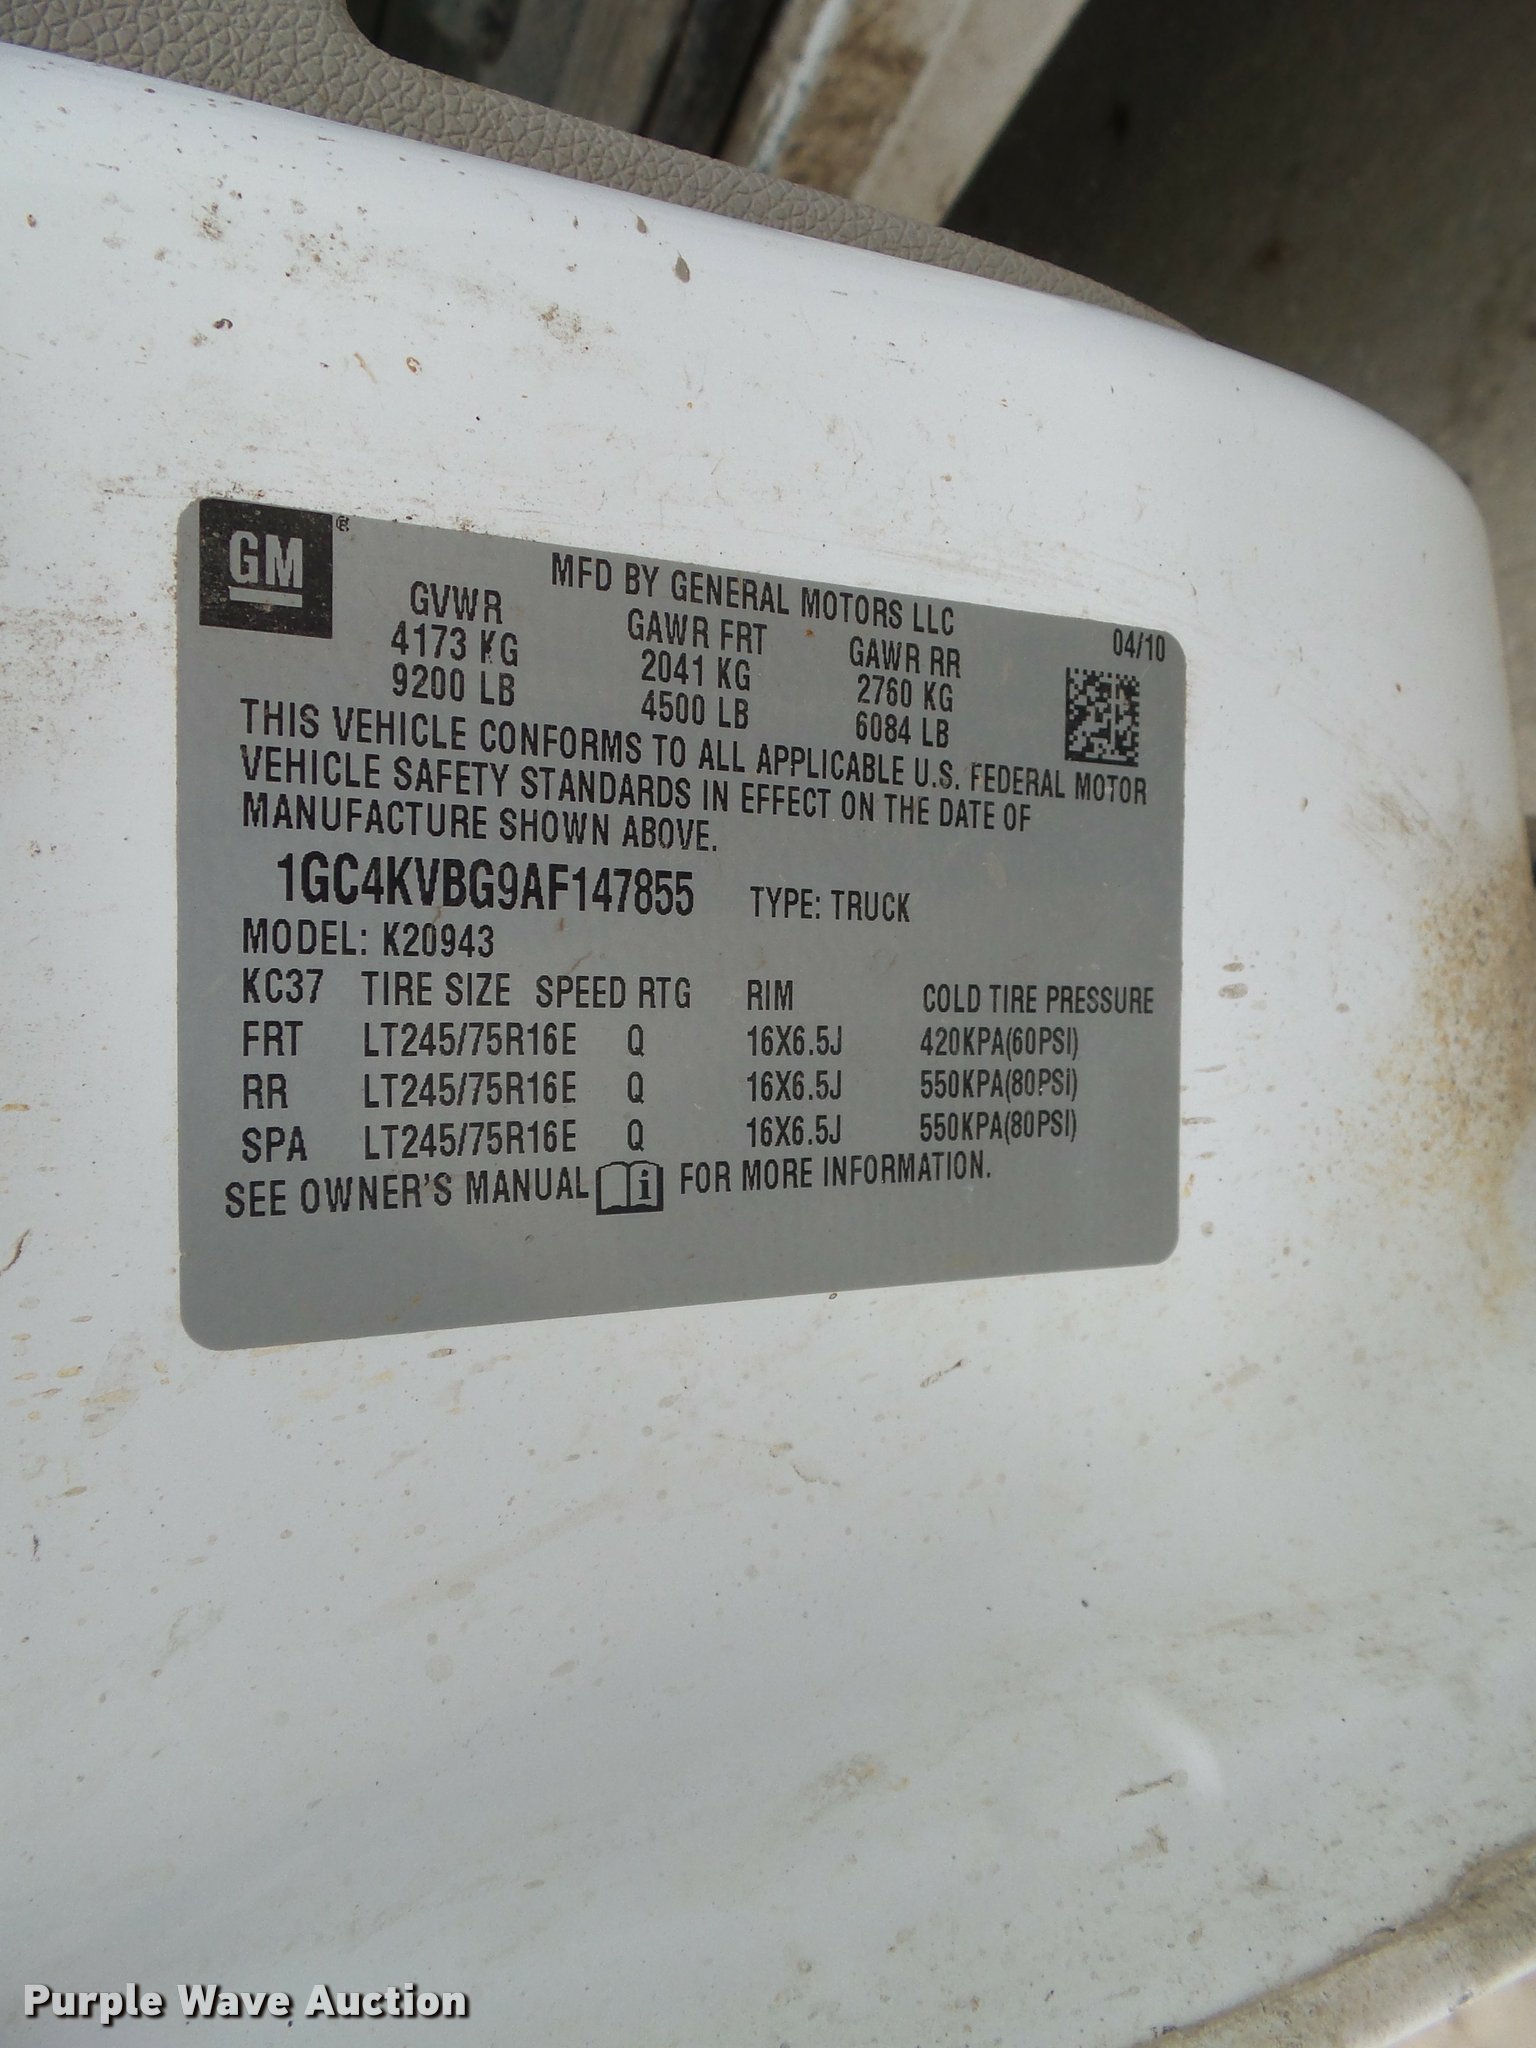 GM®
MFD BY GENERAL MOTORS LLC
04/10
GVWR GAWR FRT GAWR RR
4173 KG 2041 KG 2760 KG
9200 LB 4500 LB 6084 LB
THIS VEHICLE CONFORMS TO ALL APPLICABLE U.S. FEDERAL MOTOR
VEHICLE SAFETY STANDARDS IN EFFECT ON THE DATE OF
MANUFACTURE SHOWN ABOVE.
1GC4KVBG9AF147855 TYPE: TRUCK
MODEL: K20943
KC37 TIRE SIZE SPEED RTG RIM COLD TIRE PRESSURE
FRT LT245/75R16E Q 16X6.5J 420KPA(60PSI)
RR LT245/75R16E Q 16X6.5J 550KPA(80PSI)
SPA LT245/75R16E Q 16X6.5J 550KPA(80PSI)
SEE OWNER'S MANUAL i FOR MORE INFORMATION.
Purple Wave Auction